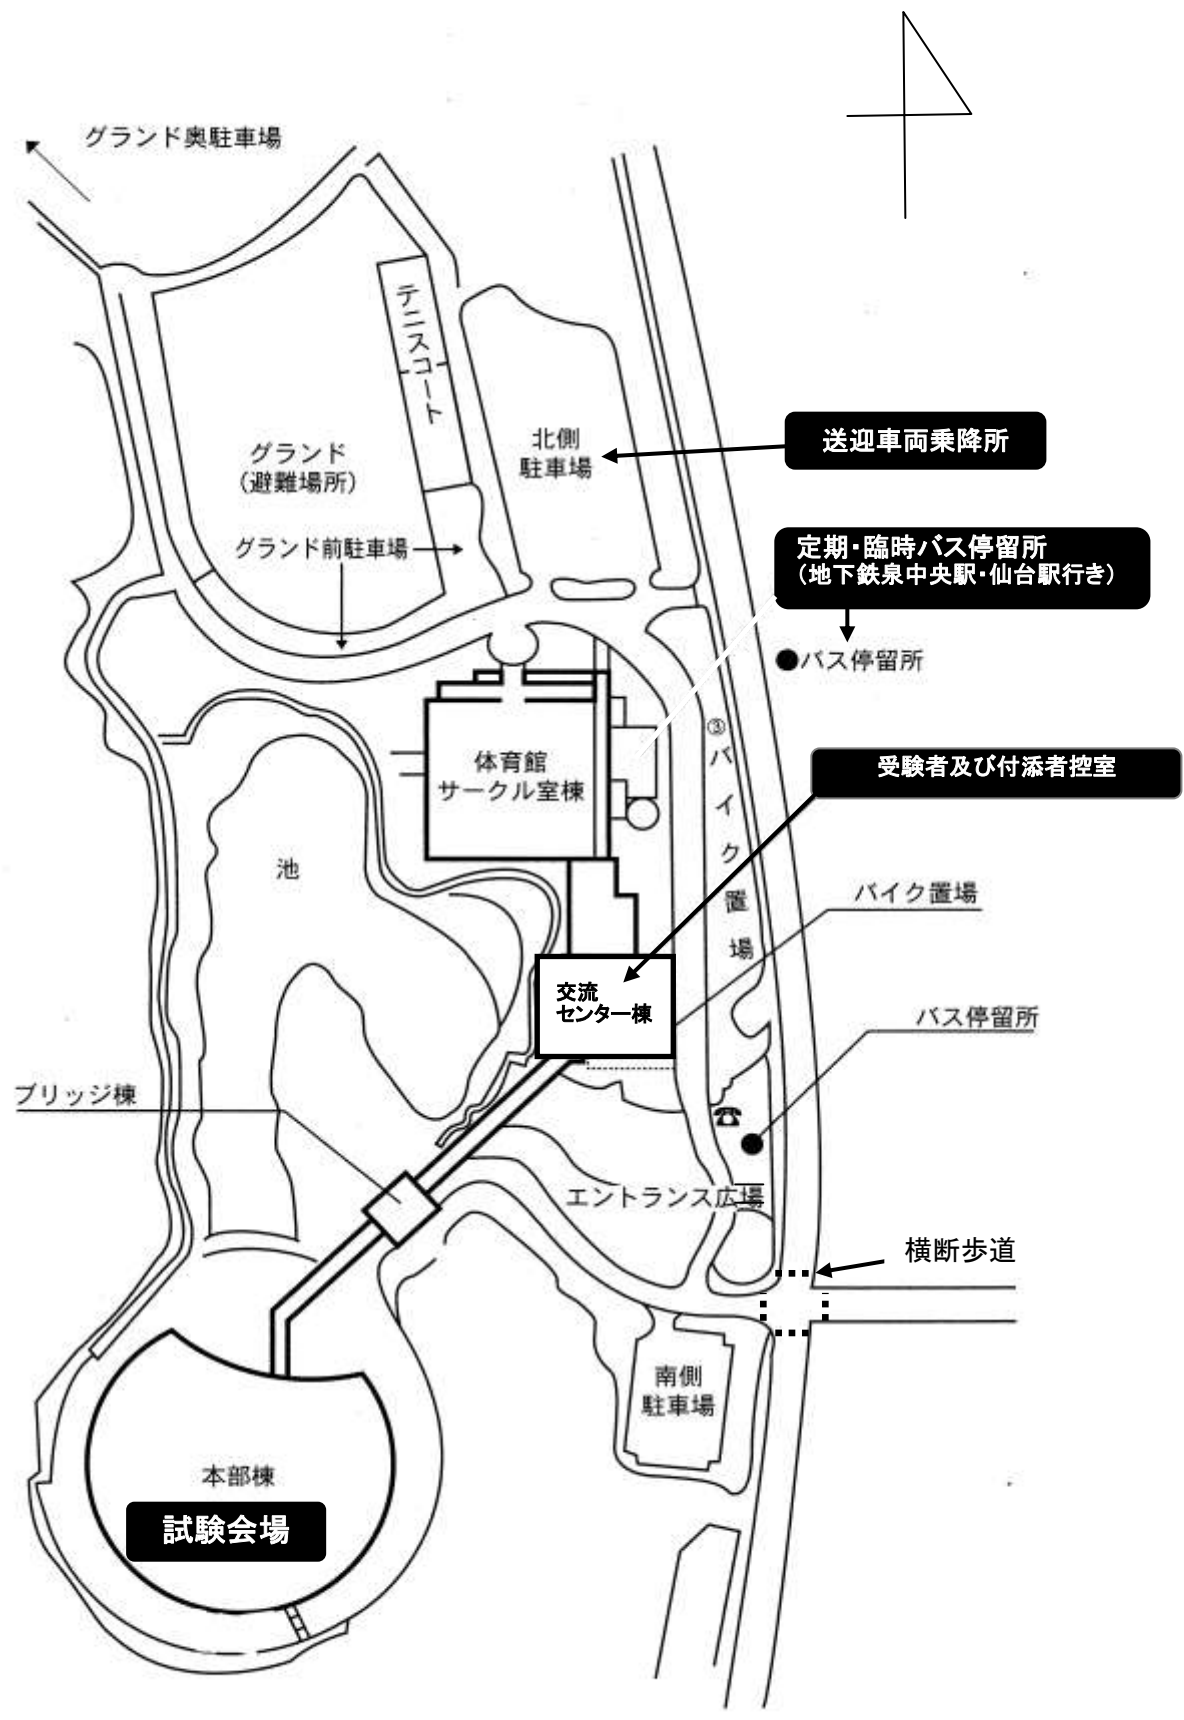 グランド奥駐車場
テニスコート
グランド
(避難場所)
北側
駐車場
送迎車両乗降所
グランド前駐車場
定期・臨時バス停留所
(地下鉄泉中央駅・仙台駅行き)
バス停留所
③バイク置場
体育館
サークル室棟
受験者及び付添者控室
池
バイク置場
交流
センター棟
バス停留所
ブリッジ棟
☎
エントランス広場
横断歩道
南側
駐車場
本部棟
試験会場